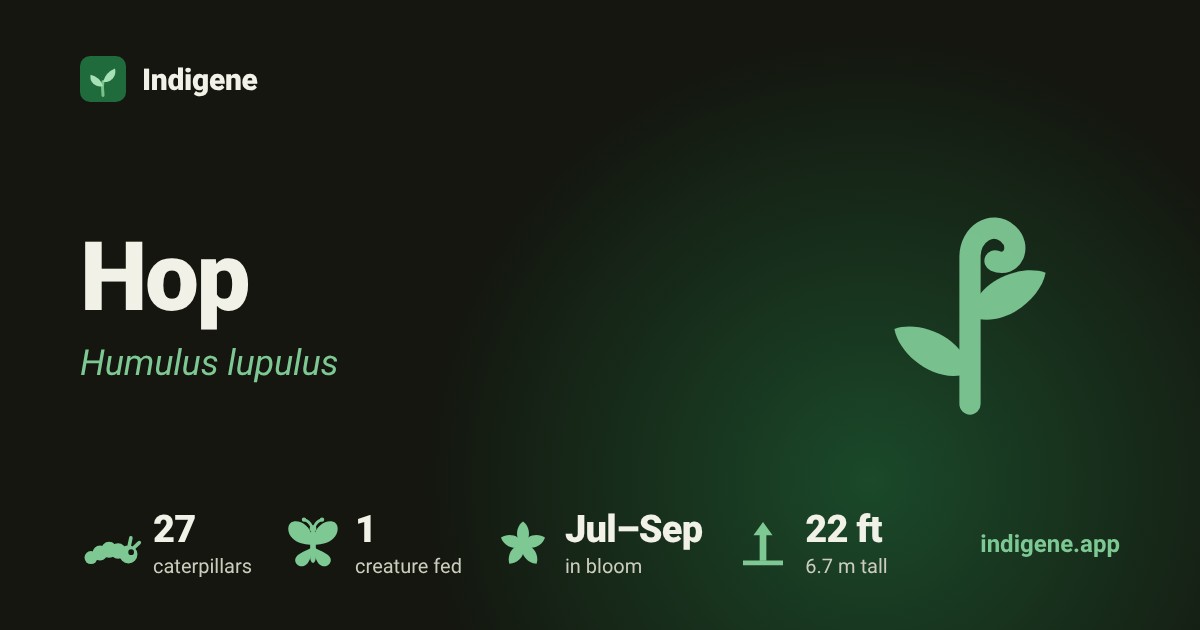 Indigene
Hop
Humulus lupulus
27
caterpillars
1
creature fed
Jul–Sep
in bloom
22 ft
6.7 m tall
indigene.app